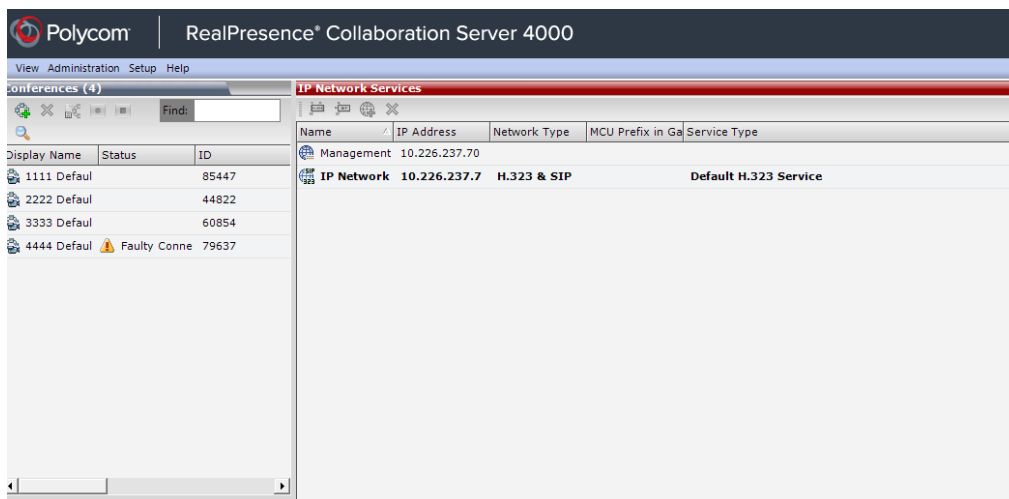 Polycom
RealPresence® Collaboration Server 4000
View Administration Setup Help
Conferences (4)
Find:
Display Name Status ID
1111 Defaul 85447
2222 Defaul 44822
3333 Defaul 60854
4444 Defaul Faulty Conne 79637
IP Network Services
Name IP Address Network Type MCU Prefix in Ga Service Type
Management 10.226.237.70
IP Network 10.226.237.7 H.323 & SIP Default H.323 Service